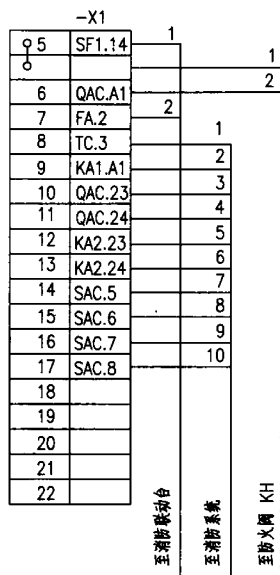 -X1
5 SF1.14 1
1
6 QAC.A1 2
7 FA.2 2
8 TC.3 1
9 KA1.A1 2
10 QAC.23 3
11 QAC.24 4
12 KA2.23 5
13 KA2.24 6
14 SAC.5 7
15 SAC.6 8
16 SAC.7 9
17 SAC.8 10
18
19
20
21
22
至消防联动台
至消防系统
至防火阀 KH